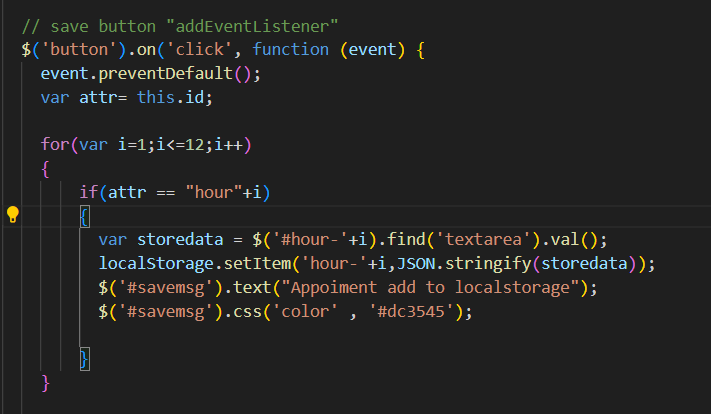 // save button "addEventListener"
$('button').on('click', function (event) {
event.preventDefault();
var attr= this.id;
for(var i=1;i<=12;i++)
{
if(attr == "hour"+i)
{
var storedata = $('#hour-'+i).find('textarea').val();
localStorage.setItem('hour-'+i,JSON.stringify(storedata));
$('#savemsg').text("Appoiment add to localstorage");
$('#savemsg').css('color' , '#dc3545');
}
}